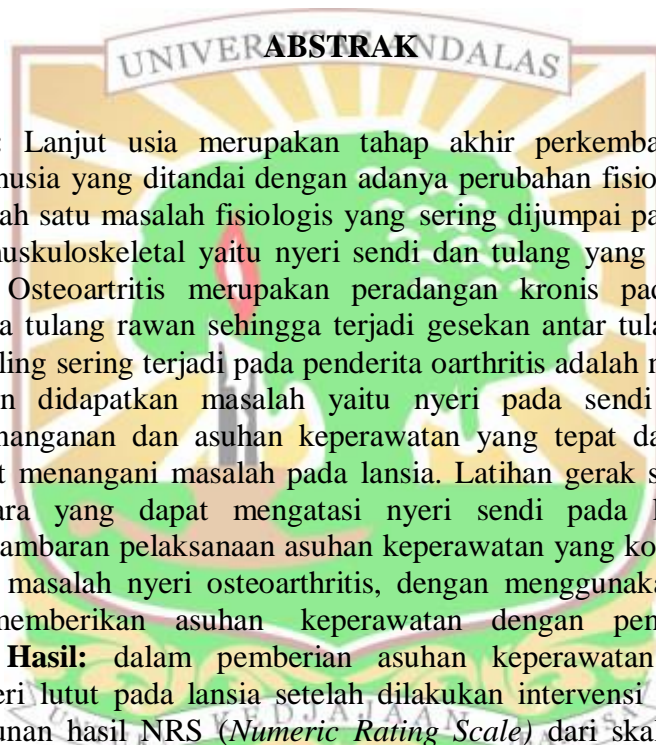 ABSTRAK
UNIVERSITAS ANDALAS
: Lanjut usia merupakan tahap akhir perkemba
nusia yang ditandai dengan adanya perubahan fisio
ah satu masalah fisiologis yang sering dijumpai pa
nuskuloskeletal yaitu nyeri sendi dan tulang yang
Osteoartritis merupakan peradangan kronis pad
a tulang rawan sehingga terjadi gesekan antar tula
ling sering terjadi pada penderita oarthritis adalah n
n didapatkan masalah yaitu nyeri pada sendi
nanganan dan asuhan keperawatan yang tepat da
t menangani masalah pada lansia. Latihan gerak s
ara yang dapat mengatasi nyeri sendi pada l
ambaran pelaksanaan asuhan keperawatan yang ko
masalah nyeri osteoarthritis, dengan menggunaka
nemberikan asuhan keperawatan dengan pen
Hasil: dalam pemberian asuhan keperawatan
eri lutut pada lansia setelah dilakukan intervensi
unan hasil NRS (Numeric Rating Scale) dari skal